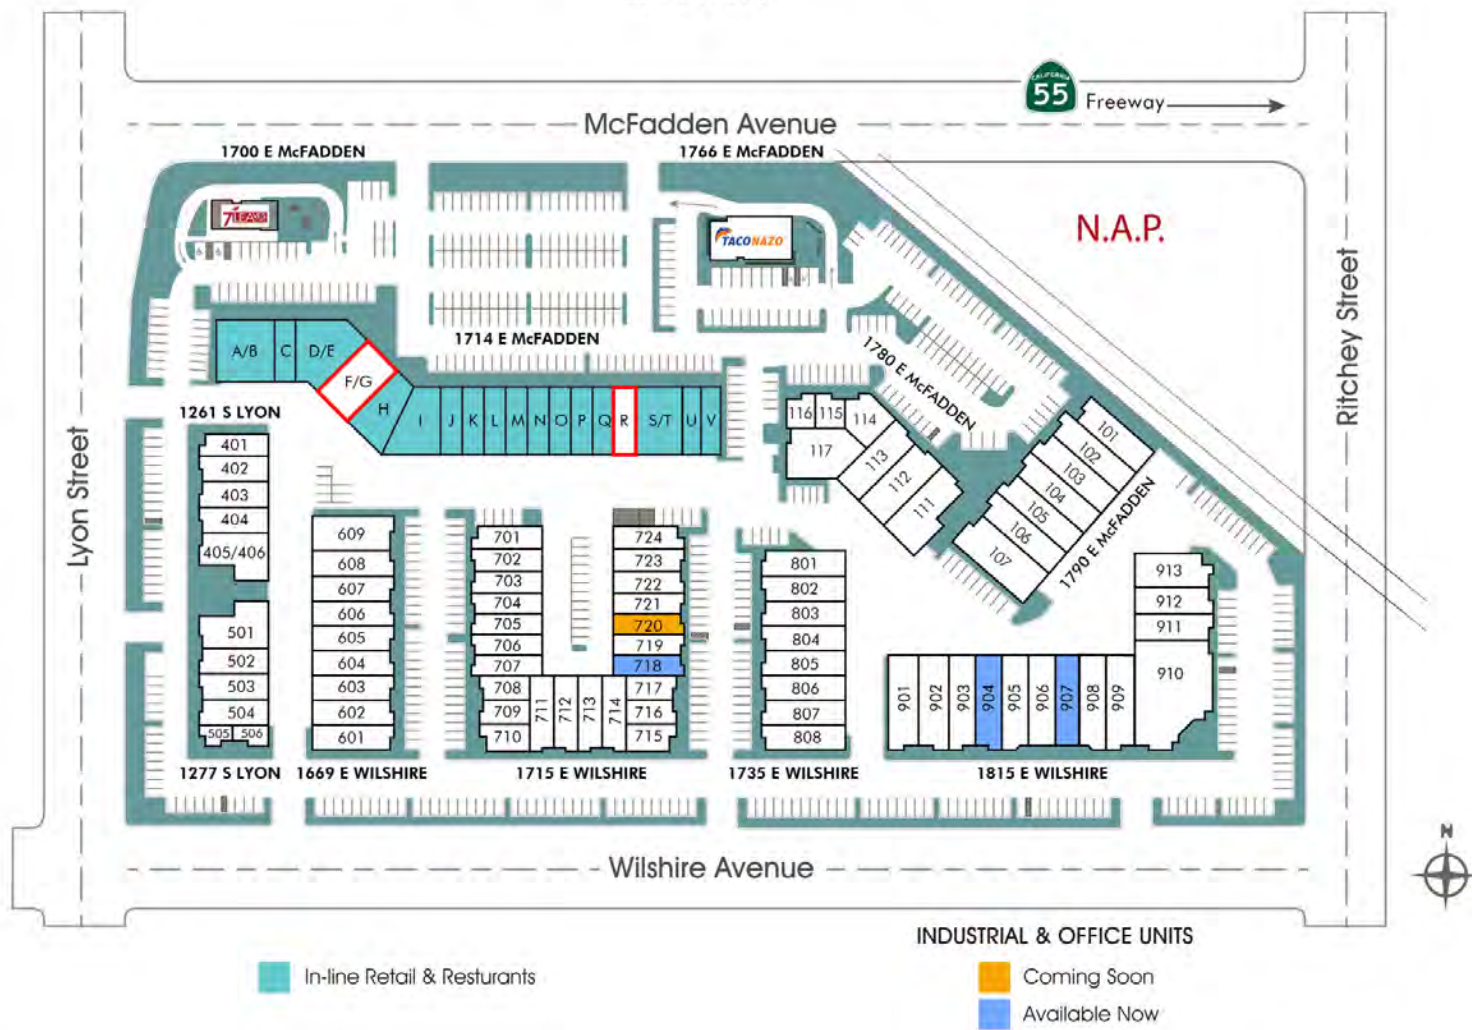 CALIFORNIA
55
Freeway
McFadden Avenue
1700 E McFADDEN
1766 E McFADDEN
N.A.P.
TACONAZO
Lyon Street
Ritchey Street
1714 E McFADDEN
1780 E McFADDEN
1790 E McFADDEN
A/B
C
D/E
F/G
H
I
J
K
L
M
N
O
P
Q
R
S/T
U
V
1261 S LYON
401
402
403
404
405/406
501
502
503
504
505
506
1277 S LYON
609
608
607
606
605
604
603
602
601
1669 E WILSHIRE
701
702
703
704
705
706
707
708
709
710
711
712
713
714
715
716
717
718
719
720
721
722
723
724
1715 E WILSHIRE
801
802
803
804
805
806
807
808
1735 E WILSHIRE
116
115
114
117
113
112
111
101
102
103
104
105
106
107
913
912
911
910
901
902
903
904
905
906
907
908
909
1815 E WILSHIRE
Wilshire Avenue
N
In-line Retail & Resturants
INDUSTRIAL & OFFICE UNITS
Coming Soon
Available Now